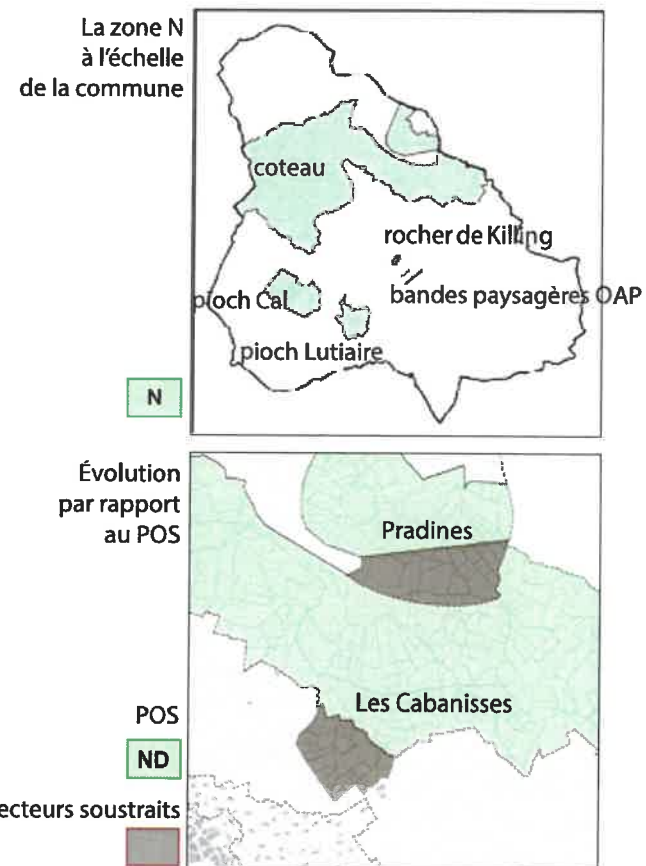 La zone N
à l'échelle
de la commune
coteau
rocher de Killing
bandes paysagères OAP
pioch Cal
pioch Lutiaire
N
Évolution
par rapport
au POS
Pradines
Les Cabanisses
POS
ND
ecteurs soustraits